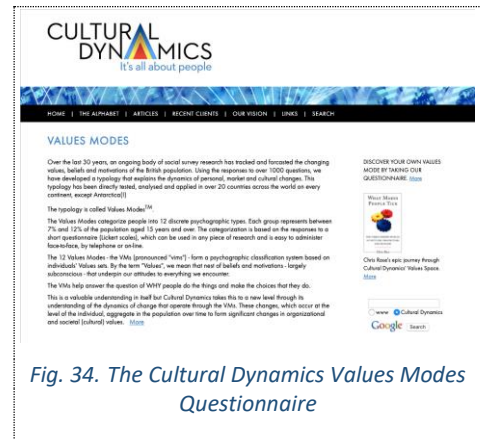 CULTURAL
DYNAMICS
It's all about people
HOME | THE ALPHABET | ARTICLES | RECENT CLIENTS | OUR VISION | LINKS | SEARCH
VALUES MODES
Over the last 30 years, an ongoing body of social survey research has tracked and forcasted the changing
values, beliefs and motivations of the British population. Using the responses to over 1000 questions, we
have developed a typology that explains the dynamics of personal, market and cultural changes. This
typology has been directly tested, analysed and applied in over 20 countries across the world on every
continent, except Antarctica(!)
The typology is called Values Modes™.
The Values Modes categorize people into 12 discrete psychographic types. Each group represents between
7% and 12% of the population aged 15 years and over. The categorization is based on the responses to a
short questionnaire (Lickert scales), which can be used in any piece of research and is easy to administer
face-to-face, by telephone or on-line.
The 12 Values Modes - the VMs (pronounced "vims") - form a psychographic classification system based on
individuals' Values sets. By the term "Values", we mean that nest of beliefs and motivations - largely
subconscious - that underpin our attitudes to everything we encounter.
The VMs help answer the question of WHY people do the things and make the choices that they do.
This is a valuable understanding in itself but Cultural Dynamics takes this to a new level through its
understanding of the dynamics of change that operate through the VMs. These changes, which occur at the
level of the individual, aggregate in the population over time to form significant changes in organizational
and societal (cultural) values. More
DISCOVER YOUR OWN VALUES
MODE BY TAKING OUR
QUESTIONNAIRE. More
WHAT MAKES
PEOPLE TICK
Chris Rose's epic journey through
Cultural Dynamics' Values Space.
More
www Cultural Dynamics
Google Search
Fig. 34. The Cultural Dynamics Values Modes
Questionnaire